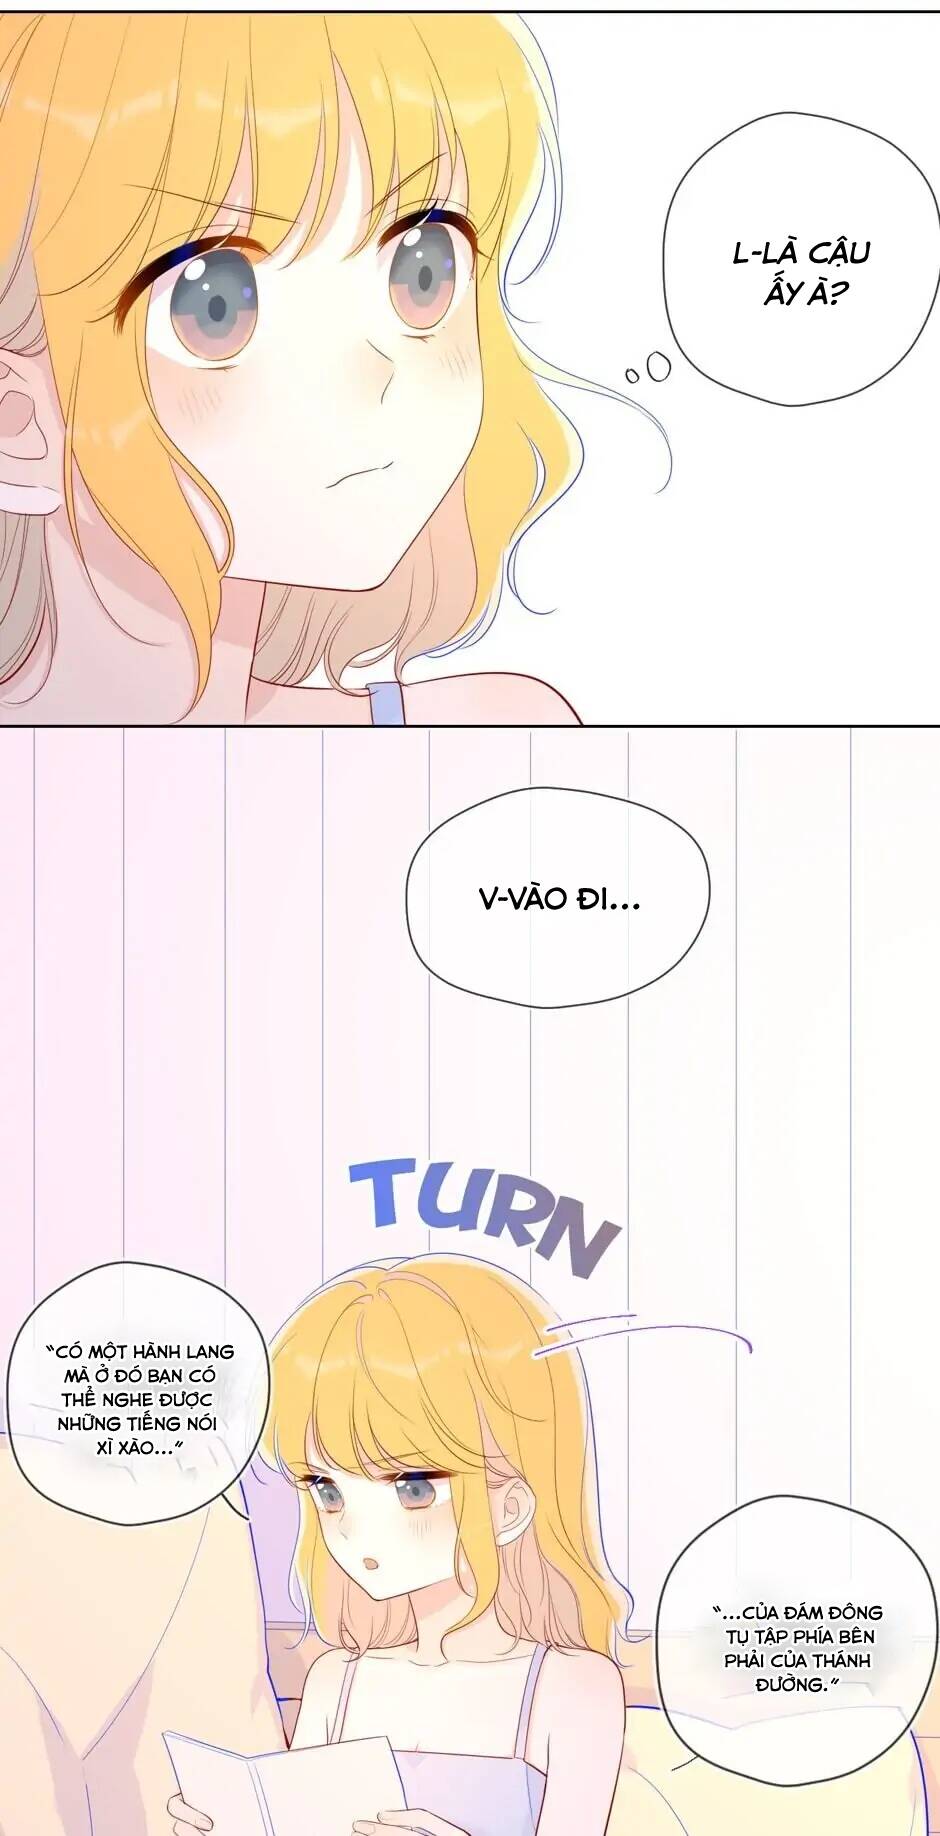 L-LÀ CẬU
ẤY À?
V-VÀO ĐI...
TURN
"CÓ MỘT HÀNH LANG
MÀ Ở ĐÓ BẠN CÓ
THỂ NGHE ĐƯỢC
NHỮNG TIẾNG NÓI
XÌ XÀO..."
"...CỦA ĐÁM ĐÔNG
TỤ TẬP PHÍA BÊN
PHẢI CỦA THÁNH
ĐƯỜNG."